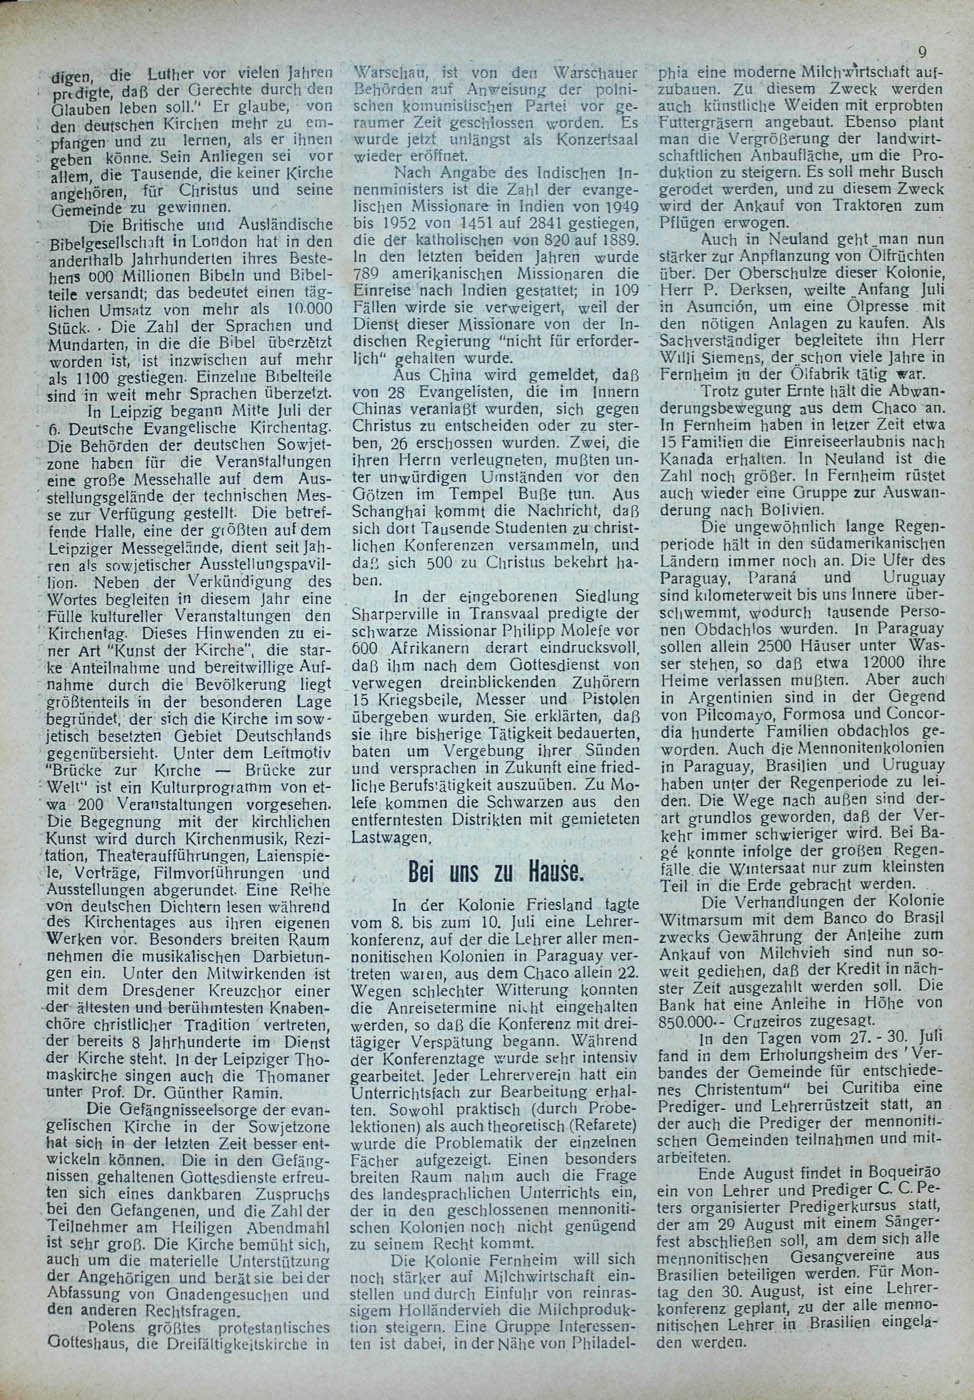 9
digen, die Luther vor vielen Jahren
predigte, daß der Gerechte durch den
Glauben leben soll." Er glaube, von
den deutschen Kirchen mehr zu em-
pfangen und zu lernen, als er ihnen
geben könne. Sein Anliegen sei vor
allem, die Tausende, die keiner Kirche
angehören, für Christus und seine
Gemeinde zu gewinnen.
Die Britische und Ausländische
Bibelgesellschaft in London hat in den
anderthalb Jahrhunderten ihres Beste-
hens 600 Millionen Bibeln und Bibel-
teile versandt; das bedeutet einen täg-
lichen Umsatz von mehr als 10.000
Stück. Die Zahl der Sprachen und
Mundarten, in die die Bibel überzetzt
worden ist, ist inzwischen auf mehr
als 1100 gestiegen. Einzelne Bibelteile
sind in weit mehr Sprachen überzetzt.
In Leipzig begann Mitte Juli der
6. Deutsche Evangelische Kirchentag.
Die Behörden der deutschen Sowjet-
zone haben für die Veranstaltungen
eine große Messehalle auf dem Aus-
stellungsgelände der technischen Mes-
se zur Verfügung gestellt. Die betref-
fende Halle, eine der größten auf dem
Leipziger Messegelände, dient seit Jah-
ren als sowjetischer Ausstellungspavil-
lion. Neben der Verkündigung des
Wortes begleiten in diesem Jahr eine
Fülle kultureller Veranstaltungen den
Kirchentag. Dieses Hinwenden zu ei-
ner Art "Kunst der Kirche", die star-
ke Anteilnahme und bereitwillige Auf-
nahme durch die Bevölkerung liegt
größtenteils in der besonderen Lage
begründet, der sich die Kirche im sow-
jetisch besetzten Gebiet Deutschlands
gegenübersieht. Unter dem Leitmotiv
"Brücke zur Kirche — Brücke zur
Welt" ist ein Kulturprogramm von et-
wa 200 Veranstaltungen vorgesehen.
Die Begegnung mit der kirchlichen
Kunst wird durch Kirchenmusik, Rezi-
tation, Theateraufführungen, Laienspie-
le, Vorträge, Filmvorführungen und
Ausstellungen abgerundet. Eine Reihe
von deutschen Dichtern lesen während
des Kirchentages aus ihren eigenen
Werken vor. Besonders breiten Raum
nehmen die musikalischen Darbietun-
gen ein. Unter den Mitwirkenden ist
mit dem Dresdener Kreuzchor einer
der ältesten und berühmtesten Knaben-
chöre christlicher Tradition vertreten,
der bereits 8 Jahrhunderte im Dienst
der Kirche steht. In der Leipziger Tho-
maskirche singen auch die Thomaner
unter Prof. Dr. Günther Ramin.
Die Gefängnisseelsorge der evan-
gelischen Kirche in der Sowjetzone
hat sich in der letzten Zeit besser ent-
wickeln können. Die in den Gefäng-
nissen gehaltenen Gottesdienste erfreu-
ten sich eines dankbaren Zuspruchs
bei den Gefangenen, und die Zahl der
Teilnehmer am Heiligen Abendmahl
ist sehr groß. Die Kirche bemüht sich,
auch um die materielle Unterstützung
der Angehörigen und berät sie bei der
Abfassung von Gnadengesuchen und
den anderen Rechtsfragen.
Polens größtes protestantisches
Gotteshaus, die Dreifältigkeitskirche in
Warschau, ist von den Warschauer
Behörden auf Anweisung der polni-
schen komunistischen Partei vor ge-
raumer Zeit geschlossen worden. Es
wurde jetzt unlängst als Konzertsaal
wieder eröffnet.
Nach Angabe des Indischen In-
nenministers ist die Zahl der evange-
lischen Missionare in Indien von 1949
bis 1952 von 1451 auf 2841 gestiegen,
die der katholischen von 820 auf 1889.
In den letzten beiden Jahren wurde
789 amerikanischen Missionaren die
Einreise nach Indien gestattet; in 109
Fällen wirde sie verweigert, weil der
Dienst dieser Missionare von der In-
dischen Regierung "nicht für erforder-
lich" gehalten wurde.
Aus China wird gemeldet, daß
von 28 Evangelisten, die im Innern
Chinas veranlaßt wurden, sich gegen
Christus zu entscheiden oder zu ster-
ben, 26 erschossen wurden. Zwei, die
ihren Herrn verleugneten, mußten un-
ter unwürdigen Umständen vor den
Götzen im Tempel Buße tun. Aus
Schanghai kommt die Nachricht, daß
sich dort Tausende Studenten zu christ-
lichen Konferenzen versammeln, und
daß sich 500 zu Christus bekehrt ha-
ben.
In der eingeborenen Siedlung
Sharperville in Transvaal predigte der
schwarze Missionar Philipp Molefe vor
600 Afrikanern derart eindrucksvoll,
daß ihm nach dem Gottesdienst von
verwegen dreinblickenden Zuhörern
15 Kriegsbeile, Messer und Pistolen
übergeben wurden. Sie erklärten, daß
sie ihre bisherige Tätigkeit bedauerten,
baten um Vergebung ihrer Sünden
und versprachen in Zukunft eine fried-
liche Berufstätigkeit auszuüben. Zu Mo-
lefe kommen die Schwarzen aus den
entferntesten Distrikten mit gemieteten
Lastwagen.
Bei uns zu Hause.
In der Kolonie Friesland tagte
vom 8. bis zum 10. Juli eine Lehrer-
konferenz, auf der die Lehrer aller men-
nonitischen Kolonien in Paraguay ver-
treten waren, aus dem Chaco allein 22.
Wegen schlechter Witterung konnten
die Anreisetermine nicht eingehalten
werden, so daß die Konferenz mit drei-
tägiger Verspätung begann. Während
der Konferenztage wurde sehr intensiv
gearbeitet. Jeder Lehrerverein hatt ein
Unterrichtsfach zur Bearbeitung erhal-
ten. Sowohl praktisch (durch Probe-
lektionen) als auch theoretisch (Refarete)
wurde die Problematik der einzelnen
Fächer aufgezeigt. Einen besonders
breiten Raum nahm auch die Frage
des landesprachlichen Unterrichts ein,
der in den geschlossenen mennoniti-
schen Kolonien noch nicht genügend
zu seinem Recht kommt.
Die Kolonie Fernheim will sich
noch stärker auf Milchwirtschaft ein-
stellen und durch Einfuhr von reinras-
sigem Holländervieh die Milchproduk-
tion steigern. Eine Gruppe Interessen-
ten ist dabei, in der Nähe von Philadel-
phia eine moderne Milchwirtschaft auf-
zubauen. Zu diesem Zweck werden
auch künstliche Weiden mit erprobten
Futtergräsern angebaut. Ebenso plant
man die Vergrößerung der landwirt-
schaftlichen Anbaufläche, um die Pro-
duktion zu steigern. Es soll mehr Busch
gerodet werden, und zu diesem Zweck
wird der Ankauf von Traktoren zum
Pflügen erwogen.
Auch in Neuland geht man nun
stärker zur Anpflanzung von Ölfrüchten
über. Der Oberschulze dieser Kolonie,
Herr P. Derksen, weilte Anfang Juli
in Asunción, um eine Ölpresse mit
den nötigen Anlagen zu kaufen. Als
Sachverständiger begleitete ihn Herr
Willi Siemens, der schon viele Jahre in
Fernheim in der Ölfabrik tätig war.
Trotz guter Ernte hält die Abwan-
derungsbewegung aus dem Chaco an.
In Fernheim haben in letzer Zeit etwa
15 Familien die Einreiseerlaubnis nach
Kanada erhalten. In Neuland ist die
Zahl noch größer. In Fernheim rüstet
auch wieder eine Gruppe zur Auswan-
derung nach Bolivien.
Die ungewöhnlich lange Regen-
periode hält in den südamerikanischen
Ländern immer noch an. Die Ufer des
Paraguay, Paraná und Uruguay
sind kilometerweit bis uns Innere über-
schwemmt, wodurch tausende Perso-
nen Obdachlos wurden. In Paraguay
sollen allein 2500 Häuser unter Was-
ser stehen, so daß etwa 12000 ihre
Heime verlassen mußten. Aber auch
in Argentinien sind in der Gegend
von Pilcomayo, Formosa und Concor-
dia hunderte Familien obdachlos ge-
worden. Auch die Mennonitenkolonien
in Paraguay, Brasilien und Uruguay
haben unter der Regenperiode zu lei-
den. Die Wege nach außen sind der-
art grundlos geworden, daß der Ver-
kehr immer schwieriger wird. Bei Ba-
gé konnte infolge der großen Regen-
fälle die Wintersaat nur zum kleinsten
Teil in die Erde gebracht werden.
Die Verhandlungen der Kolonie
Witmarsum mit dem Banco do Brasil
zwecks Gewährung der Anleihe zum
Ankauf von Milchvieh sind nun so-
weit gediehen, daß der Kredit in näch-
ster Zeit ausgezahlt werden soll. Die
Bank hat eine Anleihe in Höhe von
850.000-- Cruzeiros zugesagt.
In den Tagen vom 27. - 30. Juli
fand in dem Erholungsheim des 'Ver-
bandes der Gemeinde für entschiede-
nes Christentum" bei Curitiba eine
Prediger- und Lehrerrüstzeit statt, an
der auch die Prediger der mennoniti-
schen Gemeinden teilnahmen und mit-
arbeiteten.
Ende August findet in Boqueirão
ein von Lehrer und Prediger C. C. Pe-
ters organisierter Predigerkursus statt,
der am 29 August mit einem Sänger-
fest abschließen soll, am dem sich alle
mennonitischen Gesangvereine aus
Brasilien beteiligen werden. Für Mon-
tag den 30. August, ist eine Lehrer-
konferenz geplant, zu der alle menno-
nitischen Lehrer in Brasilien eingela-
den werden.